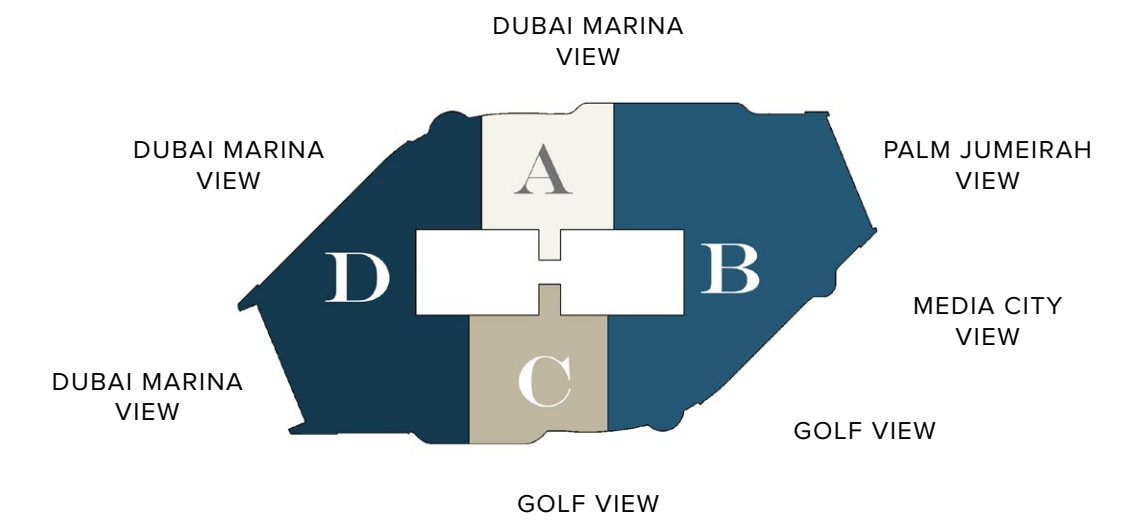 DUBAI MARINA
VIEW
DUBAI MARINA
VIEW
A
PALM JUMEIRAH
VIEW
D
B
MEDIA CITY
VIEW
DUBAI MARINA
VIEW
C
GOLF VIEW
GOLF VIEW